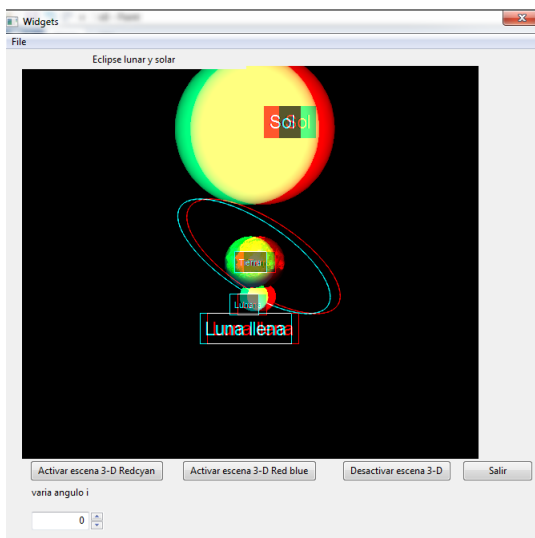 Widgets
File
Eclipse lunar y solar
Sol
Tierra
Luna
Luna llena
Activar escena 3-D Redcyan
Activar escena 3-D Red blue
Desactivar escena 3-D
Salir
varia angulo i
0